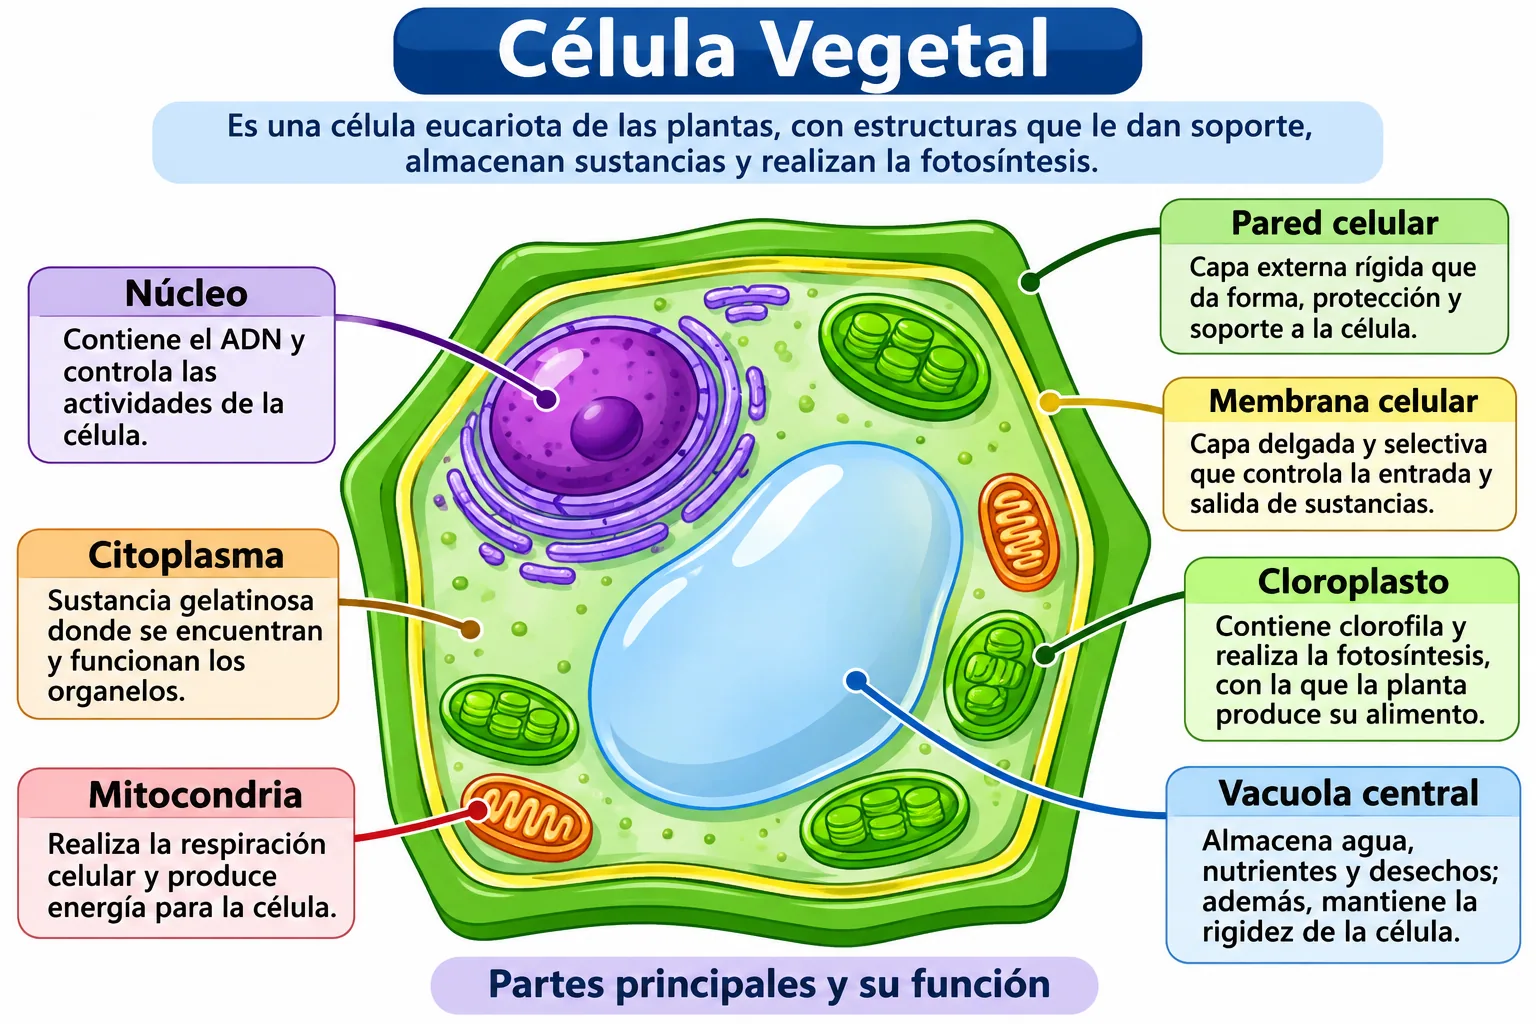 Célula Vegetal
Es una célula eucariota de las plantas, con estructuras que le dan soporte,
almacenan sustancias y realizan la fotosíntesis.
Núcleo
Contiene el ADN y
controla las
actividades de la
célula.
Citoplasma
Sustancia gelatinosa
donde se encuentran
y funcionan los
organelos.
Mitocondria
Realiza la respiración
celular y produce
energía para la célula.
Pared celular
Capa externa rígida que
da forma, protección y
soporte a la célula.
Membrana celular
Capa delgada y selectiva
que controla la entrada y
salida de sustancias.
Cloroplasto
Contiene clorofila y
realiza la fotosíntesis,
con la que la planta
produce su alimento.
Vacuola central
Almacena agua,
nutrientes y desechos;
además, mantiene la
rigidez de la célula.
Partes principales y su función